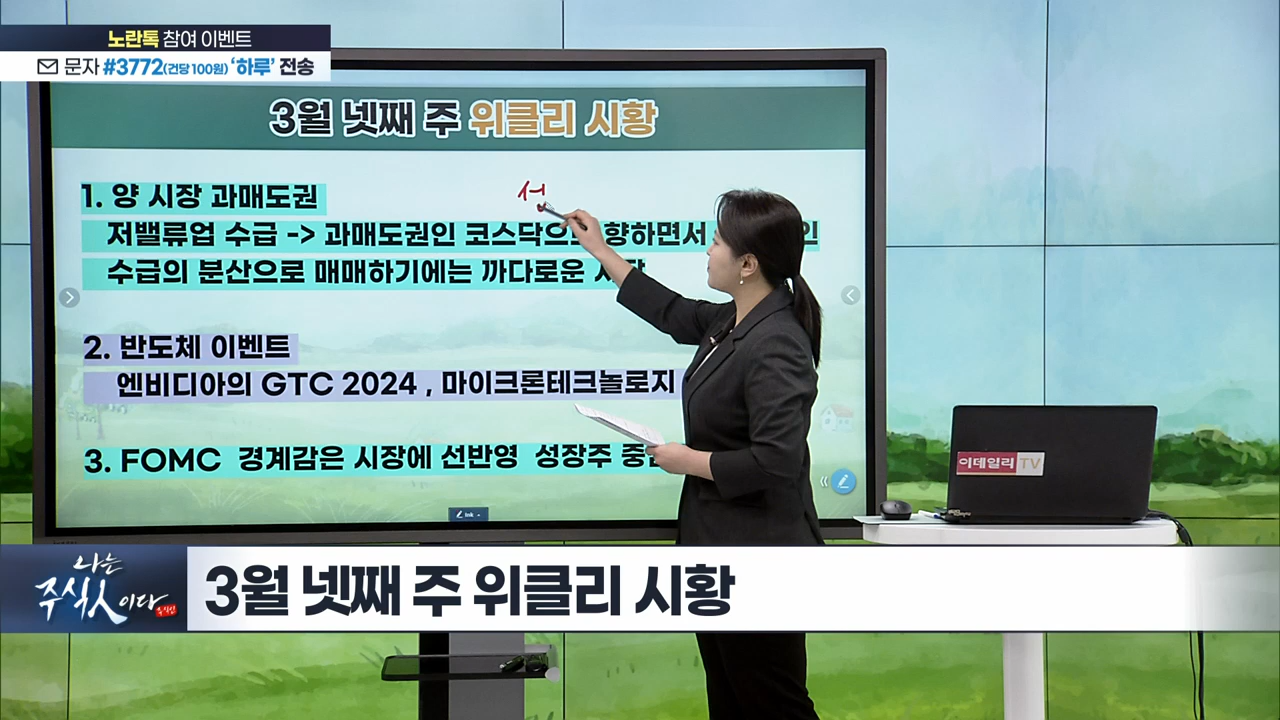 노란톡 참여 이벤트
문자 #3772(건당 100원) ‘하루’ 전송
3월 넷째 주 위클리 시황
서
1. 양 시장 과매도권
저밸류업 수급 -> 과매도권인 코스닥으로 향하면서 인
수급의 분산으로 매매하기에는 까다로운 시장
2. 반도체 이벤트
엔비디아의 GTC 2024 , 마이크론테크놀로지
3. FOMC 경계감은 시장에 선반영 성장주 중
Ink
이데일리 TV
나는
주식人이다
3월 넷째 주 위클리 시황